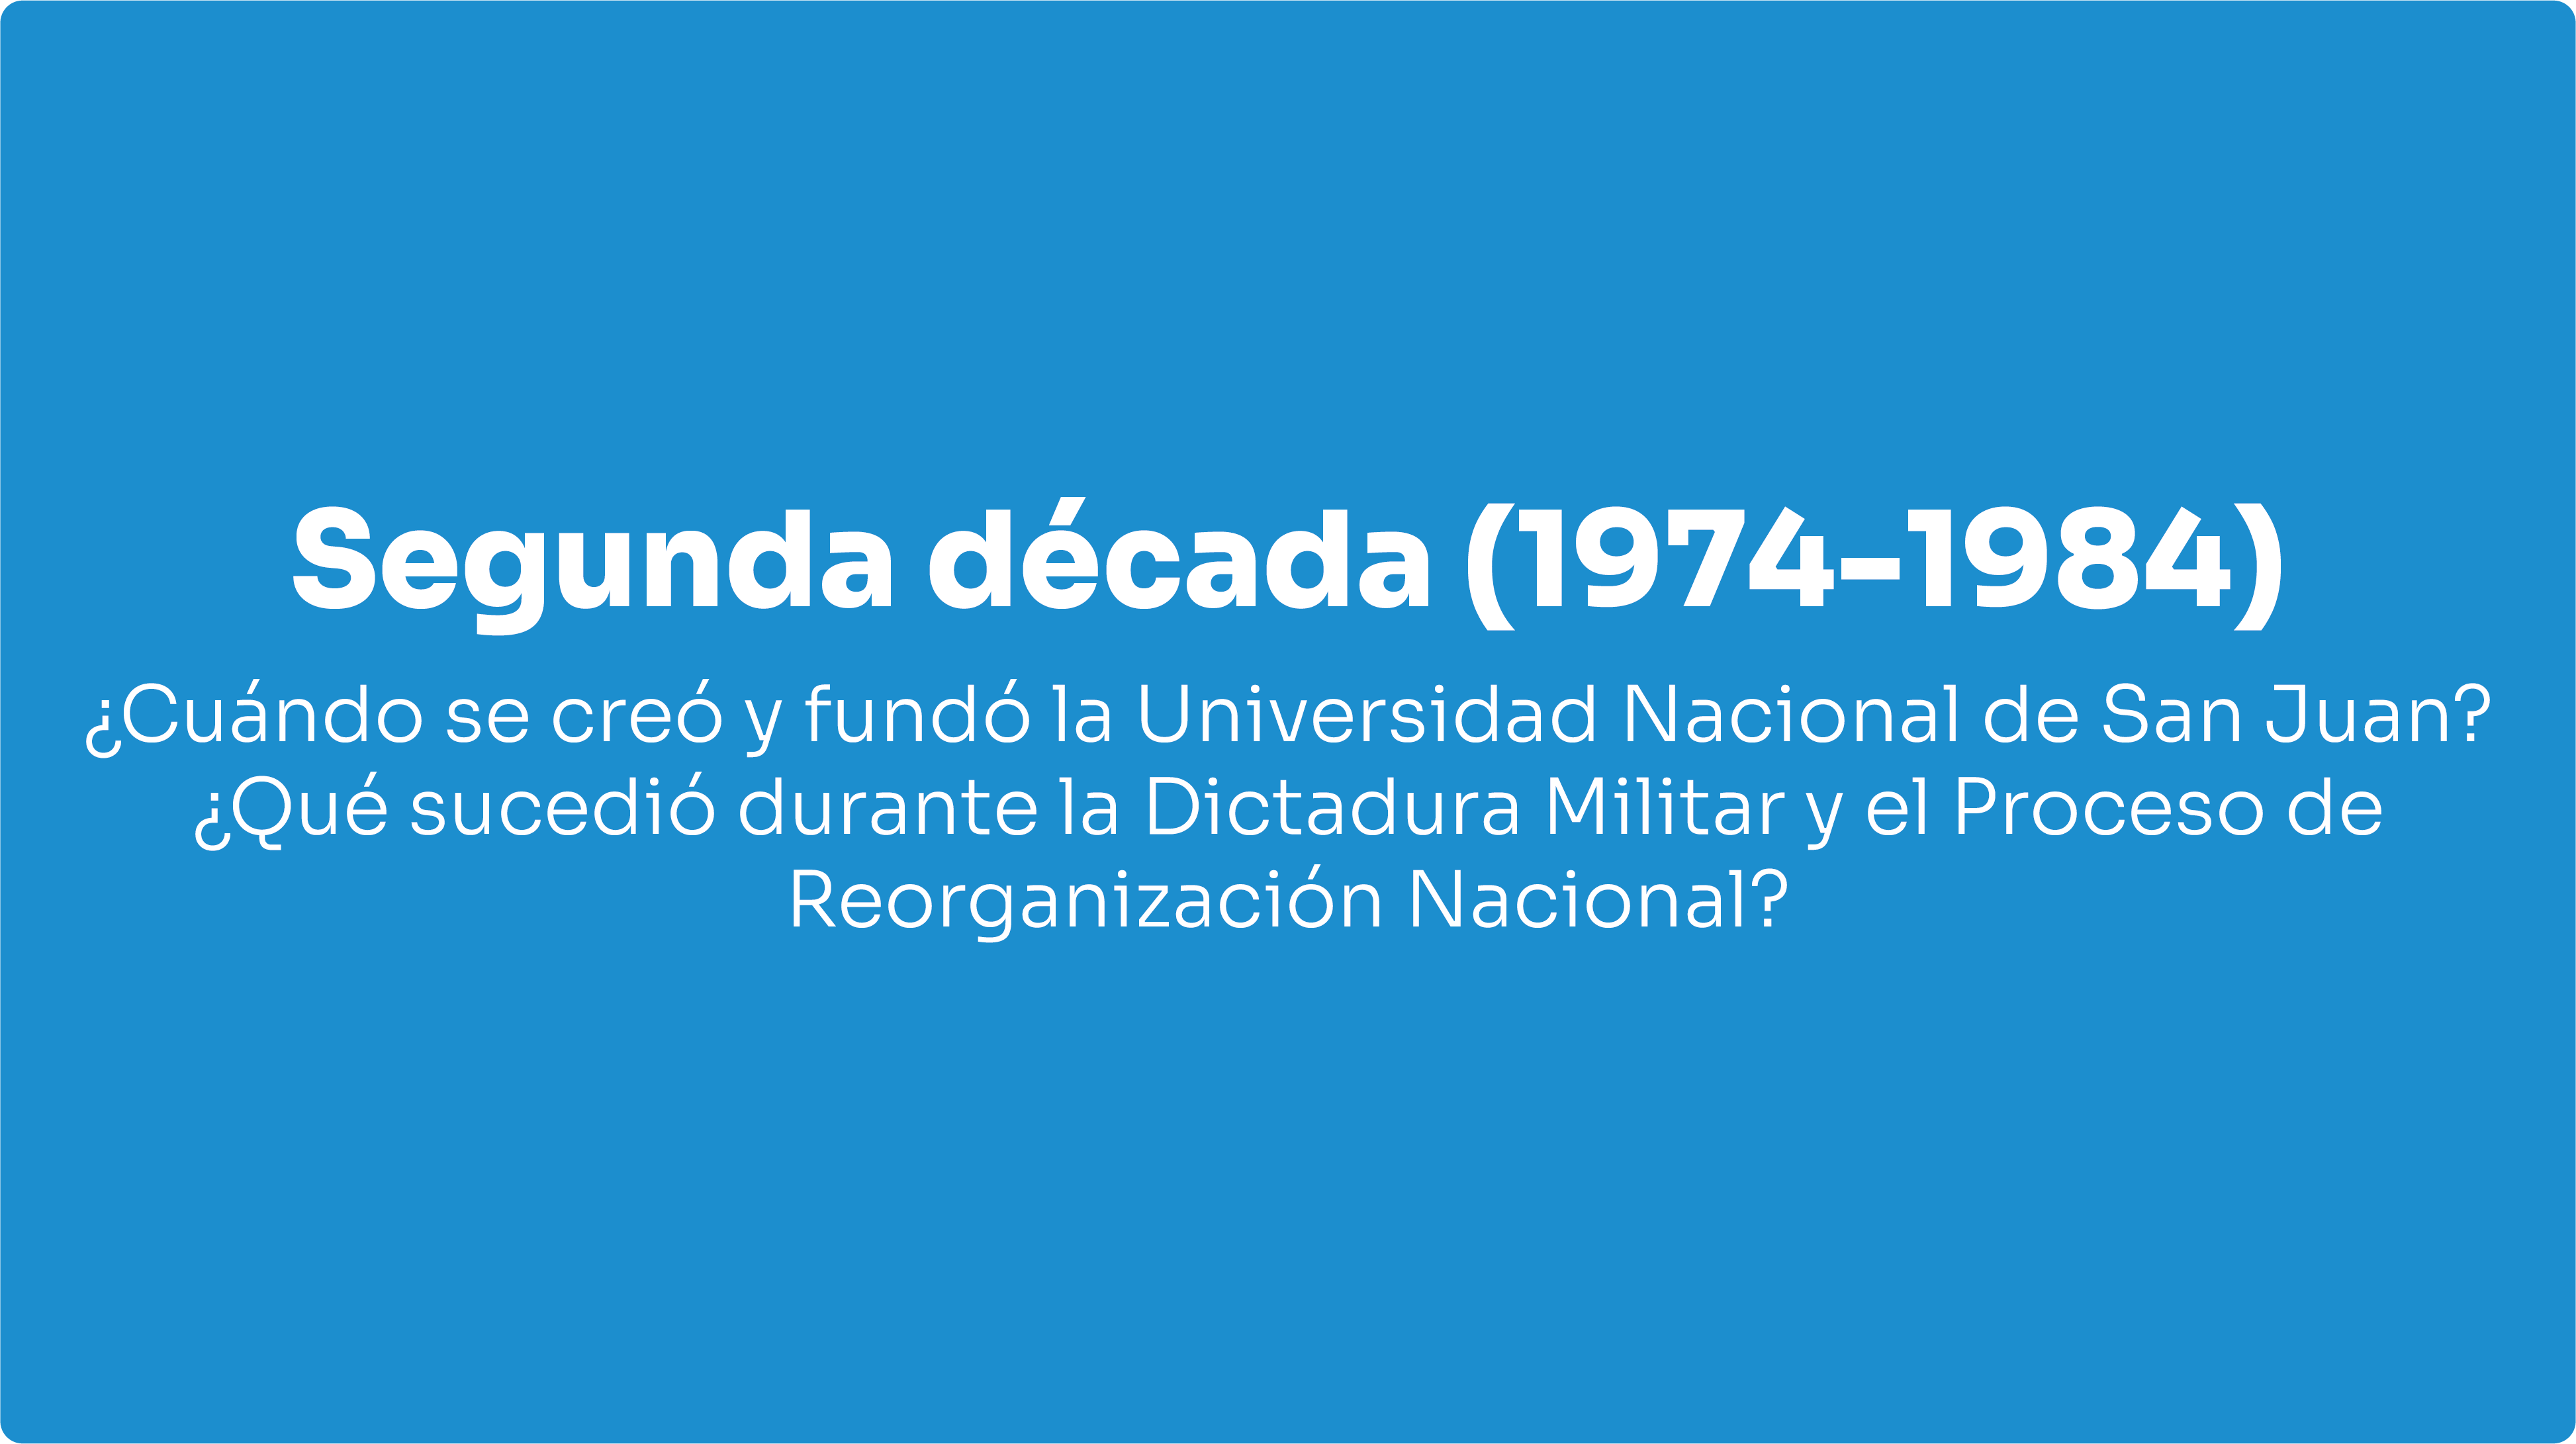 Segunda década (1974-1984)
¿Cuándo se creó y fundó la Universidad Nacional de San Juan?
¿Qué sucedió durante la Dictadura Militar y el Proceso de
Reorganización Nacional?